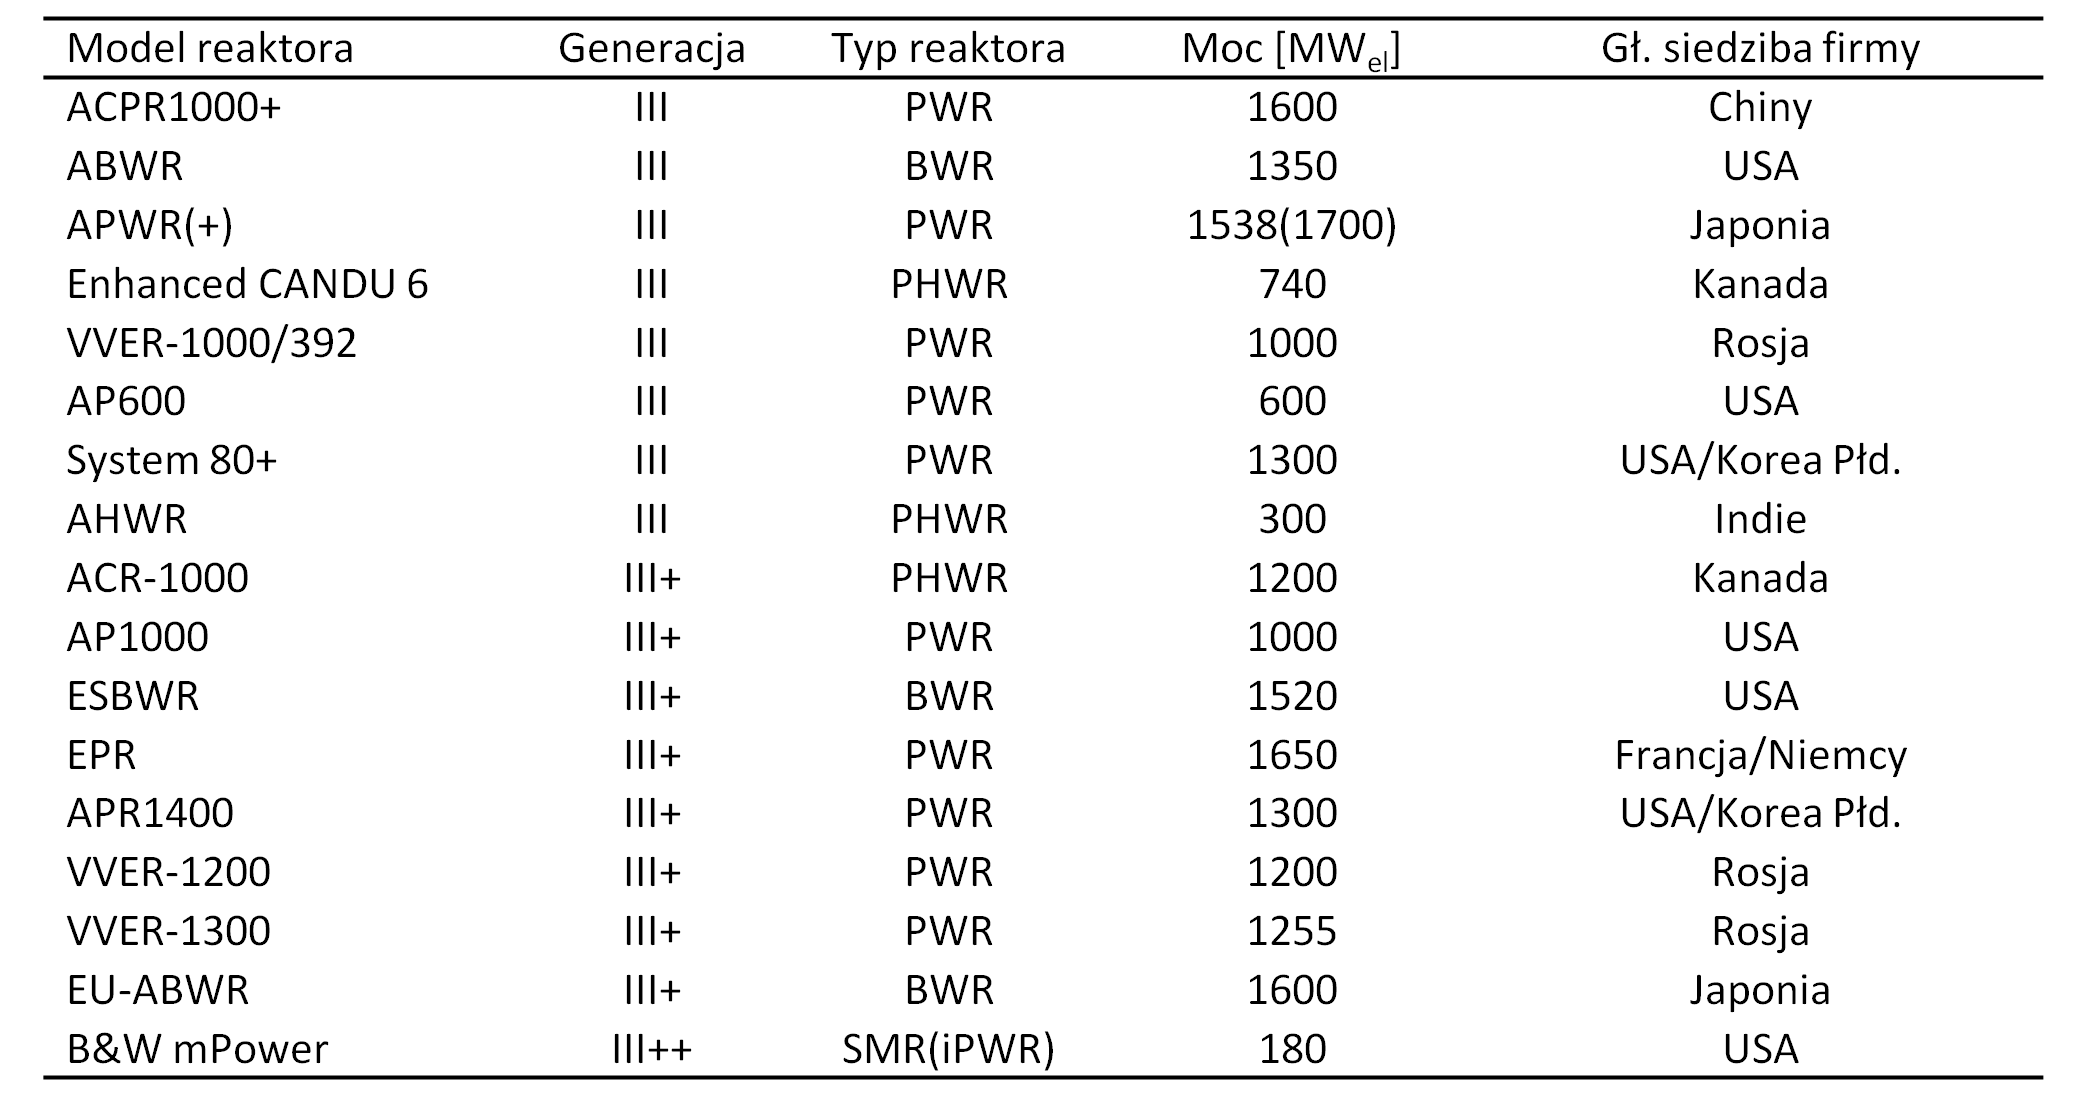 Model reaktora Generacja Typ reaktora Moc [MWel] Gł. siedziba firmy
ACPR1000+ III PWR 1600 Chiny
ABWR III BWR 1350 USA
APWR(+) III PWR 1538(1700) Japonia
Enhanced CANDU 6 III PHWR 740 Kanada
VVER-1000/392 III PWR 1000 Rosja
AP600 III PWR 600 USA
System 80+ III PWR 1300 USA/Korea Płd.
AHWR III PHWR 300 Indie
ACR-1000 III+ PHWR 1200 Kanada
AP1000 III+ PWR 1000 USA
ESBWR III+ BWR 1520 USA
EPR III+ PWR 1650 Francja/Niemcy
APR1400 III+ PWR 1300 USA/Korea Płd.
VVER-1200 III+ PWR 1200 Rosja
VVER-1300 III+ PWR 1255 Rosja
EU-ABWR III+ BWR 1600 Japonia
B&W mPower III++ SMR(iPWR) 180 USA